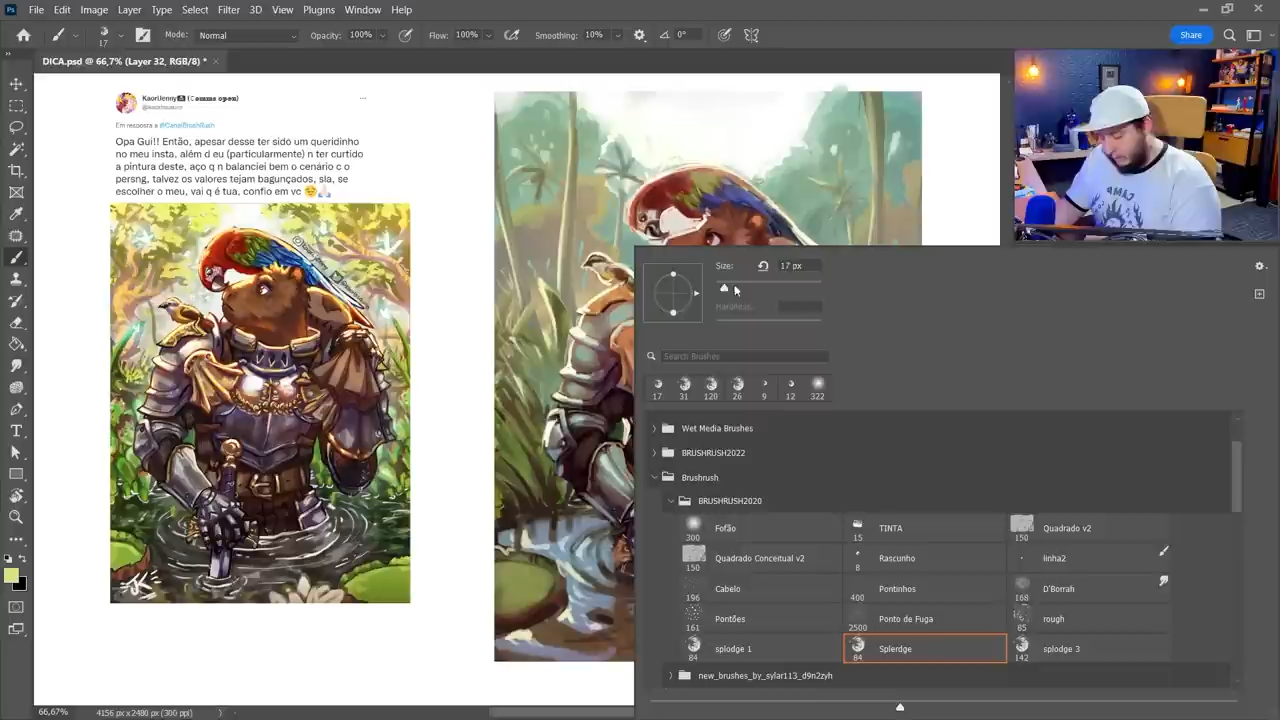 File Edit Image Layer Type Select Filter 3D View Plugins Window Help
17 Mode: Normal Opacity: 100% Flow: 100% Smoothing: 10% 0° Share
DICA.psd @ 66,7% (Layer 32, RGB/8) *
Em resposta a @CanalBrushRush
Opa Gui!! Então, apesar desse ter sido um queridinho
no meu insta, além d eu (particularmente) n ter curtido
a pintura deste, aço q n balanciei bem o cenário c o
persng, talvez os valores tejam bagunçados, sla, se
escolher o meu, vai q é tua, confio em vc
Size: 17 px
Hardness:
Search Brushes
17 31 120 26 9 12 322
Wet Media Brushes
BRUSHRUSH2022
Brushrush
BRUSHRUSH2020
300 Fofão 15 TINTA 150 Quadrado v2
150 Quadrado Conceitual v2 8 Rascunho linha2
196 Cabelo 400 Pontinhos 168 D'Borrah
161 Pontões 2500 Ponto de Fuga 85 rough
84 splodge 1 84 Splerdge 142 splodge 3
new_brushes_by_sylar113_d9n2zyh
66,67% 4156 px x 2480 px (300 ppi)